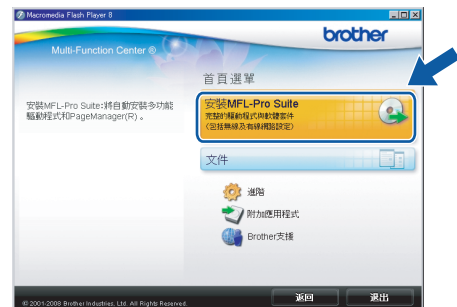 Macromedia Flash Player 8
brother
Multi-Function Center ®
首頁選單
安裝MFL-Pro Suite:將自動安裝多功能
驅動程式和PageManager(R) 。
安裝MFL-Pro Suite
完整的驅動程式與軟體套件
(包括無線及有線網路設定)
文件
進階
附加應用程式
Brother支援
© 2001-2008 Brother Industries, Ltd. All Rights Reserved.
返回
退出